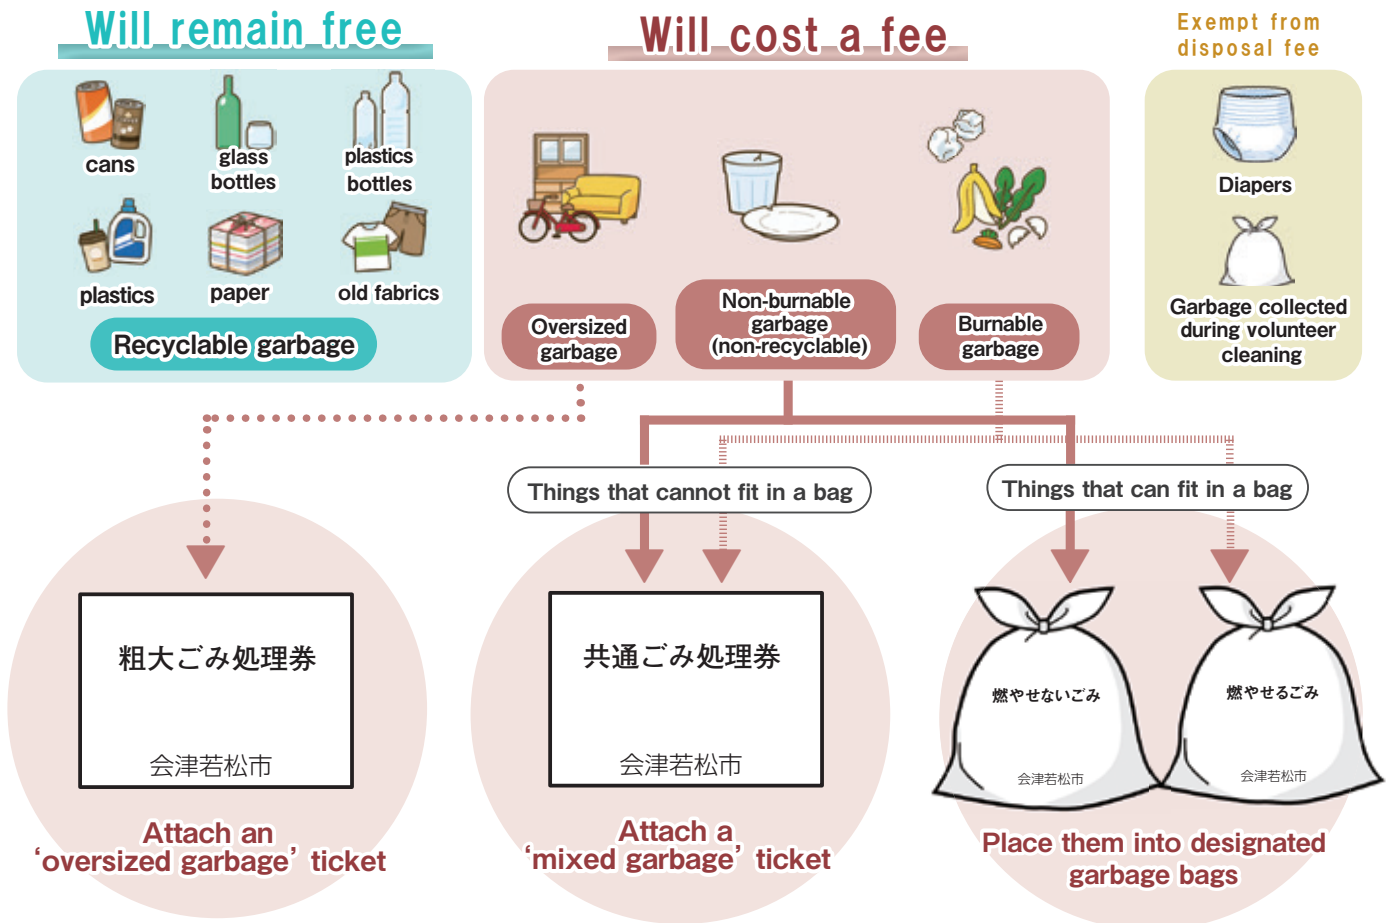 Will remain free
cans
glass
bottles
plastics
bottles
plastics
paper
old fabrics
Recyclable garbage
Will cost a fee
Oversized
garbage
Non-burnable
garbage
(non-recyclable)
Burnable
garbage
Exempt from
disposal fee
Diapers
Garbage collected
during volunteer
cleaning
Things that cannot fit in a bag
Things that can fit in a bag
粗大ごみ処理券
会津若松市
Attach an
‘oversized garbage’ ticket
共通ごみ処理券
会津若松市
Attach a
‘mixed garbage’ ticket
燃やせないごみ
会津若松市
燃やせるごみ
会津若松市
Place them into designated
garbage bags